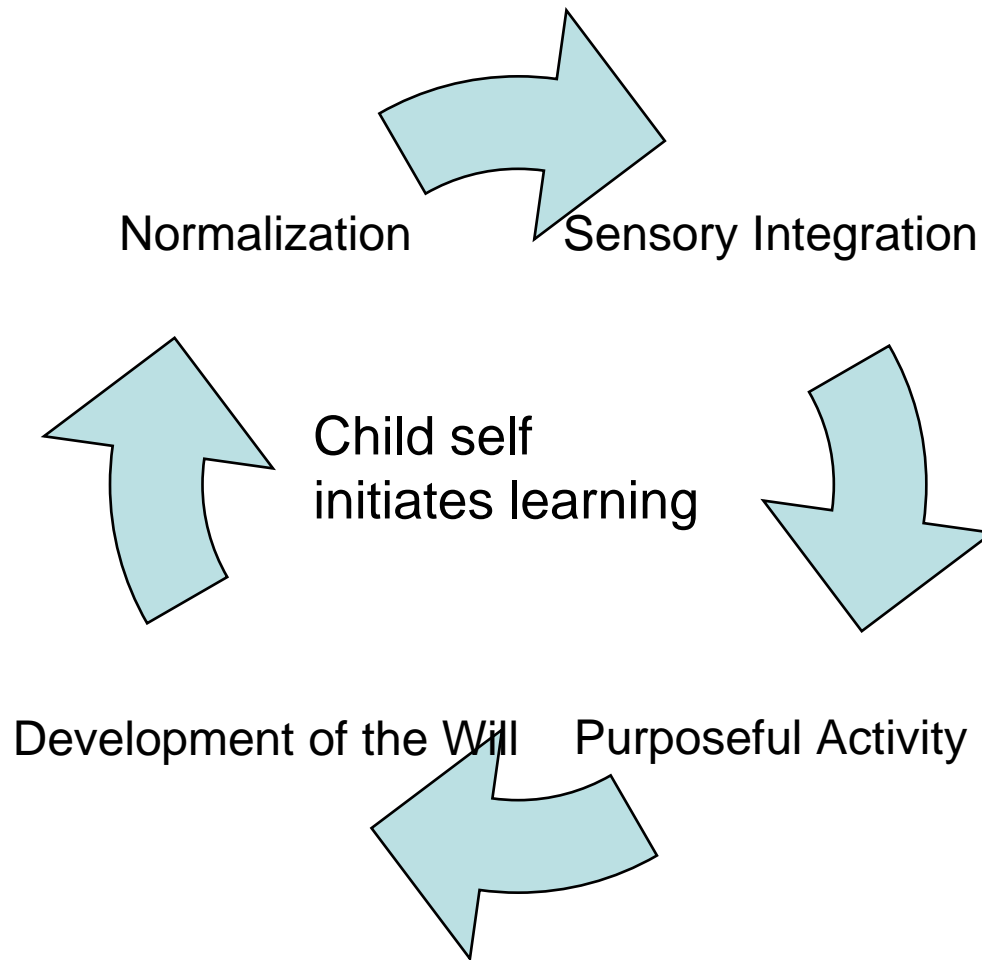 Normalization
Sensory Integration
Child self
initiates learning
Development of the Will
Purposeful Activity